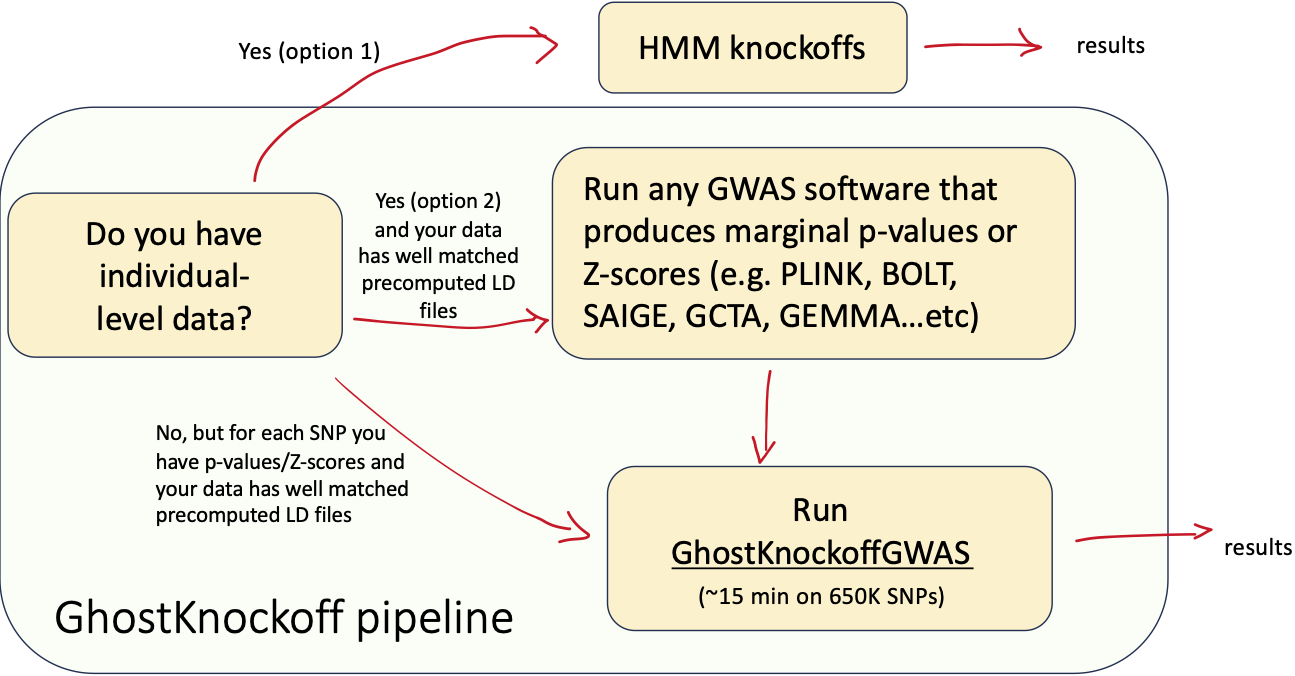 Yes (option 1)
HMM knockoffs
results
Do you have
individual-
level data?
Yes (option 2)
and your data
has well matched
precomputed LD
files
Run any GWAS software that
produces marginal p-values or
Z-scores (e.g. PLINK, BOLT,
SAIGE, GCTA, GEMMA...etc)
No, but for each SNP you
have p-values/Z-scores and
your data has well matched
precomputed LD files
Run
GhostKnockoffGWAS
(~15 min on 650K SNPs)
results
GhostKnockoff pipeline